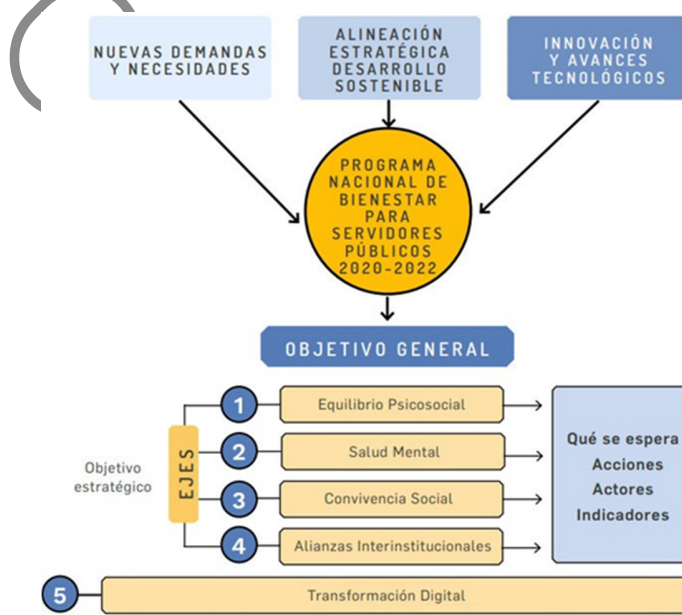 NUEVAS DEMANDAS
Y NECESIDADES
ALINEACIÓN
ESTRATÉGICA
DESARROLLO
SOSTENIBLE
INNOVACIÓN
Y AVANCES
TECNOLÓGICOS
PROGRAMA
NACIONAL DE
BIENESTAR
PARA
SERVIDORES
PÚBLICOS
2020-2022
OBJETIVO GENERAL
Objetivo
estratégico
EJES
1
Equilibrio Psicosocial
2
Salud Mental
3
Convivencia Social
4
Alianzas Interinstitucionales
Qué se espera
Acciones
Actores
Indicadores
5
Transformación Digital